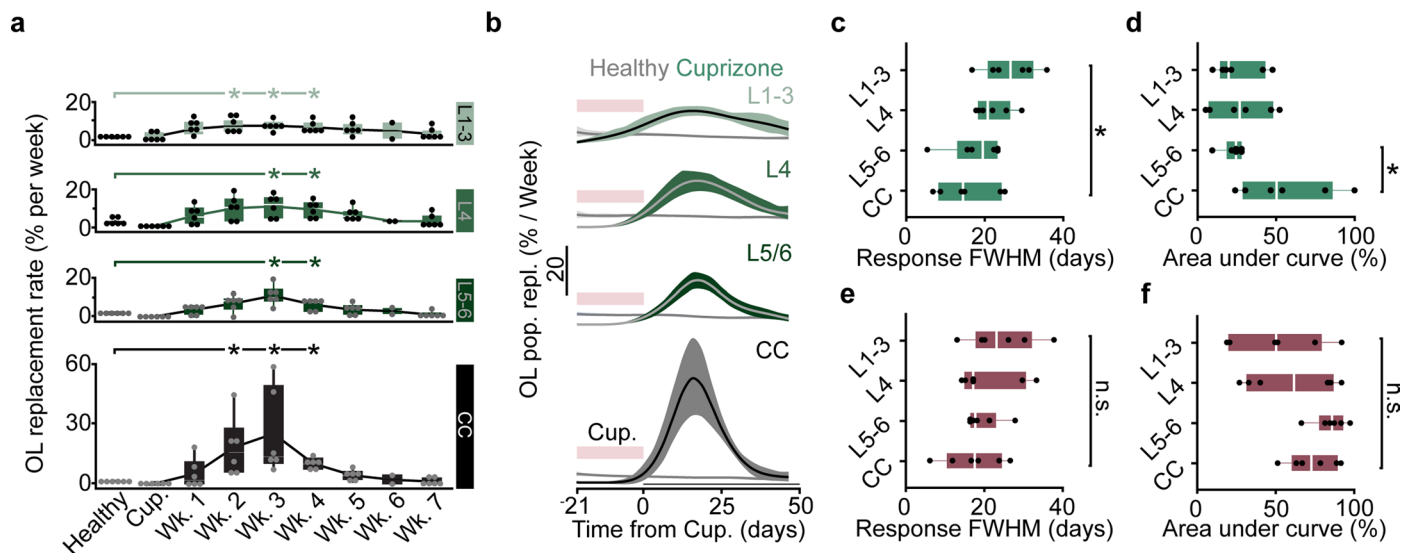 a
OL replacement rate (% per week)
20
0
L1-3
* * *
20
0
L4
* *
20
0
L5-6
* *
60
30
0
CC
* * *
Healthy
Cup.
Wk. 1
Wk. 2
Wk. 3
Wk. 4
Wk. 5
Wk. 6
Wk. 7
b
Healthy Cuprizone
OL pop. repl. (% / Week)
20
L1-3
L4
L5/6
CC
Cup.
-21
0
25
50
Time from Cup. (days)
c
L1-3
L4
L5-6
CC
*
0
20
40
Response FWHM (days)
d
L1-3
L4
L5-6
CC
*
0
50
100
Area under curve (%)
e
L1-3
L4
L5-6
CC
n.s.
0
20
40
Response FWHM (days)
f
L1-3
L4
L5-6
CC
n.s.
0
50
100
Area under curve (%)